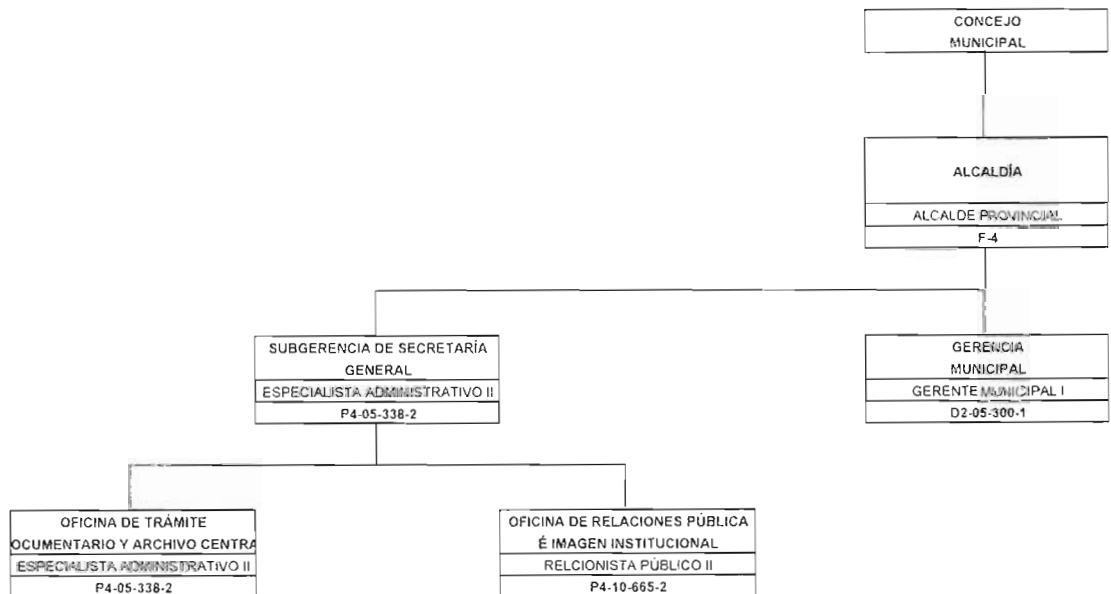 CONCEJO
MUNICIPAL
ALCALDÍA
ALCALDE PROVINCIAL
F-4
SUBGERENCIA DE SECRETARÍA
GENERAL
ESPECIALISTA ADMINISTRATIVO II
P4-05-338-2
GERENCIA
MUNICIPAL
GERENTE MUNICIPAL I
D2-05-300-1
OFICINA DE TRÁMITE
OCUMENTARIO Y ARCHIVO CENTRA
ESPECIALISTA ADMINISTRATIVO II
P4-05-338-2
OFICINA DE RELACIONES PÚBLICA
É IMAGEN INSTITUCIONAL
RELCIONISTA PÚBLICO II
P4-10-665-2